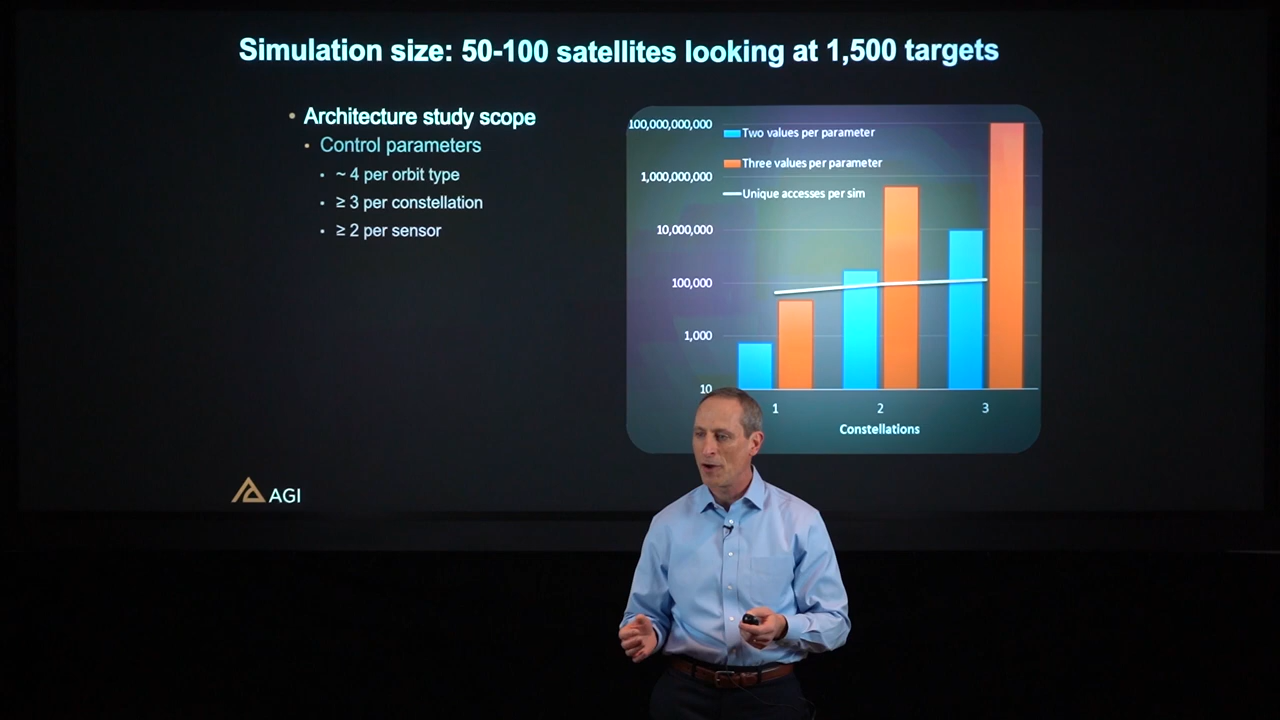 Simulation size: 50-100 satellites looking at 1,500 targets
• Architecture study scope
• Control parameters
• ~ 4 per orbit type
• ≥ 3 per constellation
• ≥ 2 per sensor
100,000,000,000
1,000,000,000
10,000,000
100,000
1,000
10
Two values per parameter
Three values per parameter
Unique accesses per sim
1 2 3
Constellations
AGI